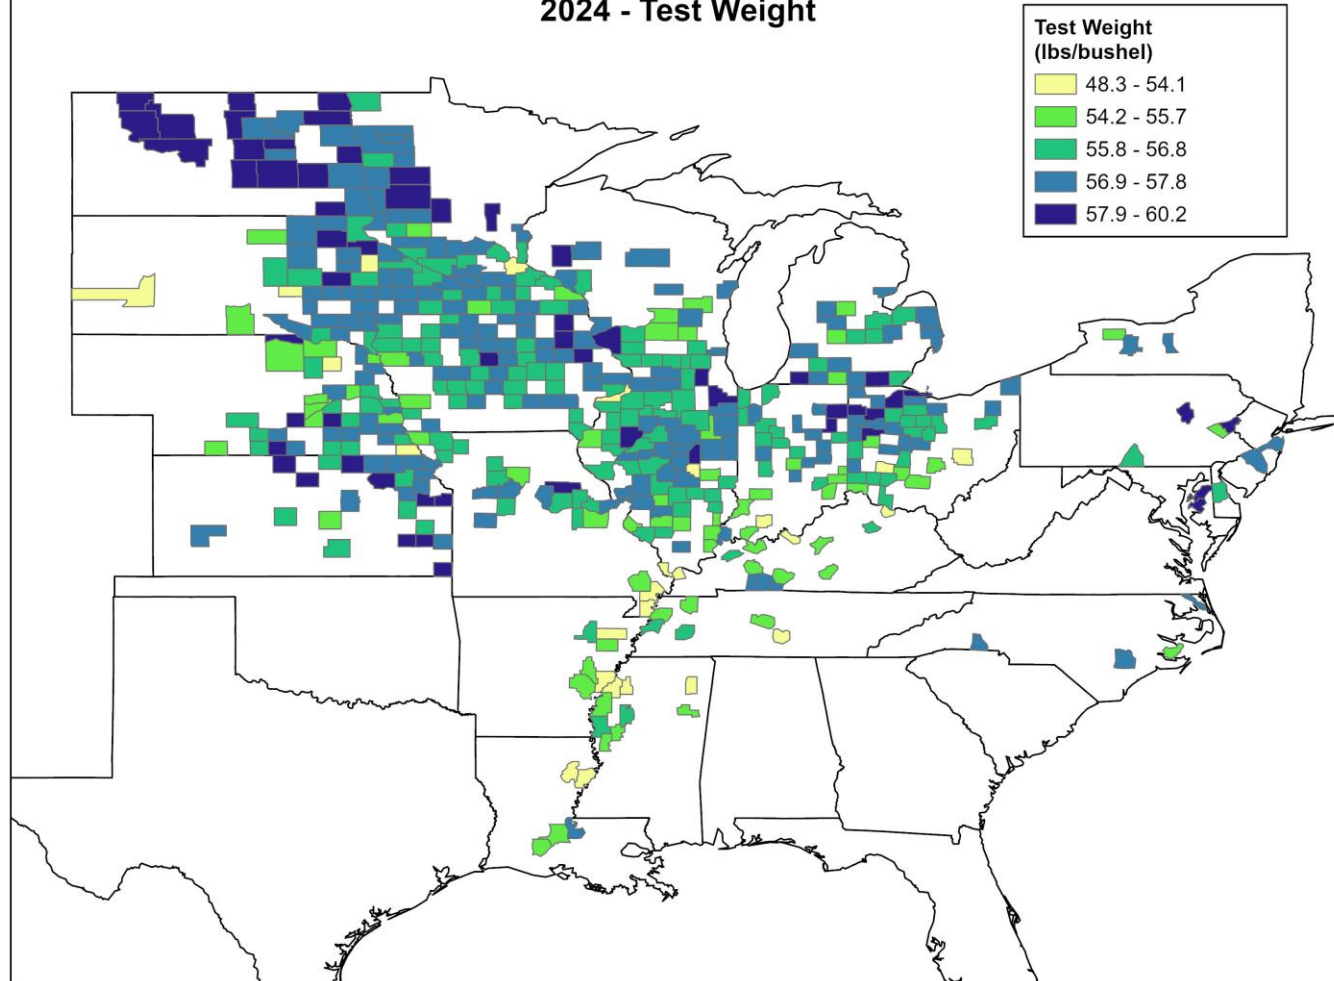 2024 - Test Weight
Test Weight
(lbs/bushel)
48.3 - 54.1
54.2 - 55.7
55.8 - 56.8
56.9 - 57.8
57.9 - 60.2